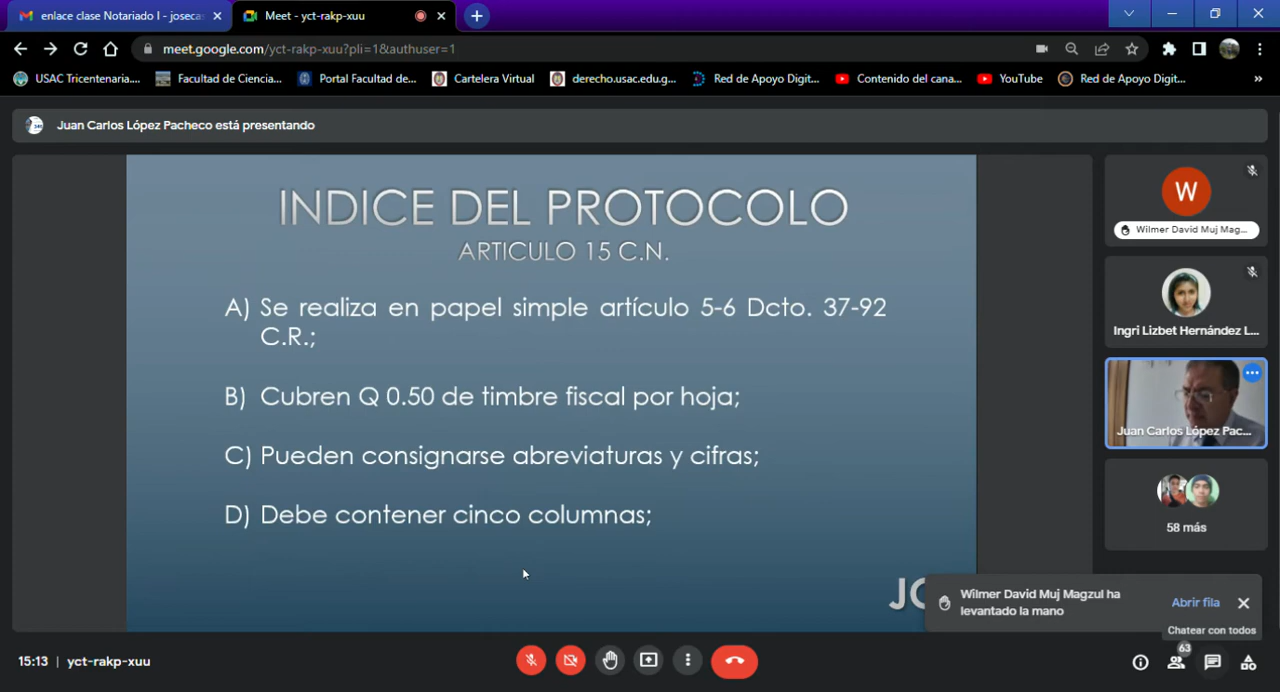 enlace clase Notariado I - joseca
Meet - yct-rakp-xuu
meet.google.com/yct-rakp-xuu?pli=1&authuser=1
USAC Tricentenaria....
Facultad de Ciencia...
Portal Facultad de...
Cartelera Virtual
derecho.usac.edu.g...
Red de Apoyo Digit...
Contenido del cana...
YouTube
Red de Apoyo Digit...
»
Juan Carlos López Pacheco está presentando
INDICE DEL PROTOCOLO
ARTICULO 15 C.N.
A) Se realiza en papel simple artículo 5-6 Dcto. 37-92
C.R.;
B) Cubren Q 0.50 de timbre fiscal por hoja;
C) Pueden consignarse abreviaturas y cifras;
D) Debe contener cinco columnas;
JC
W
Wilmer David Muj Mag...
Ingri Lizbet Hernández L...
Juan Carlos López Pac...
58 más
Wilmer David Muj Magzul ha
levantado la mano
Abrir fila
Chatear con todos
15:13 | yct-rakp-xuu
63